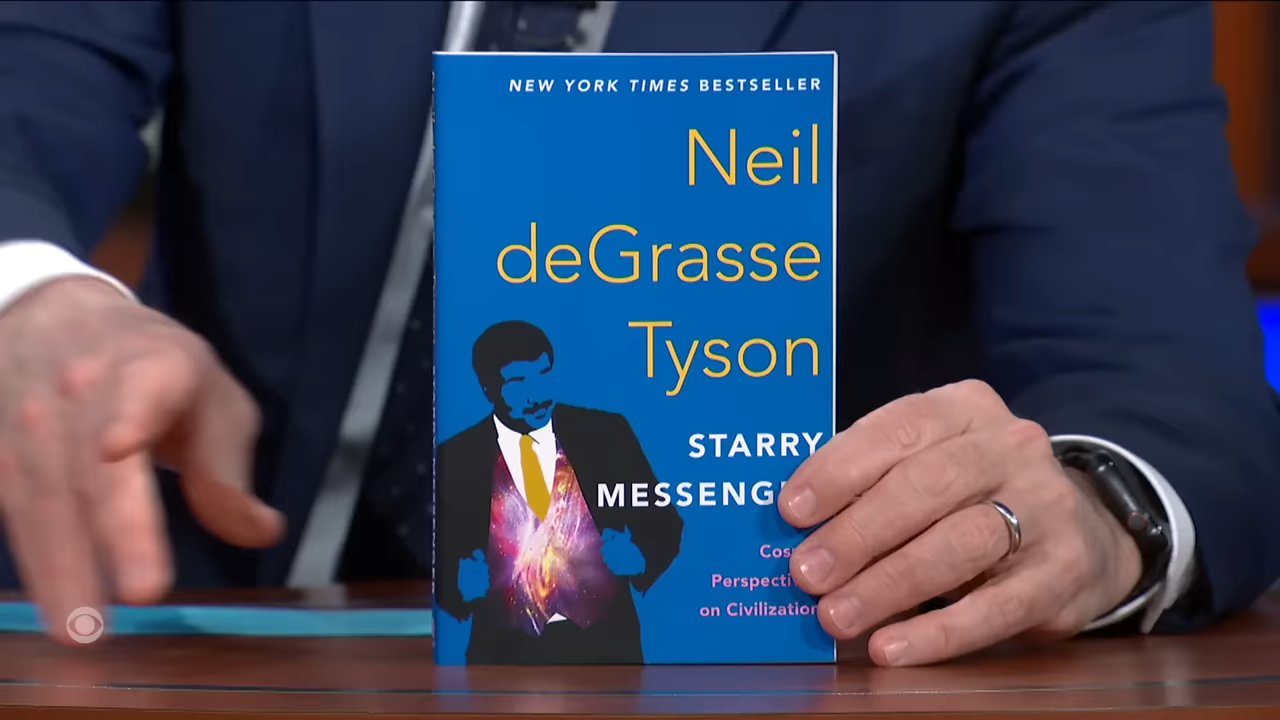 NEW YORK TIMES BESTSELLER
Neil
deGrasse
Tyson
STARRY
MESSENG
Cos
Perspecti
on Civilization